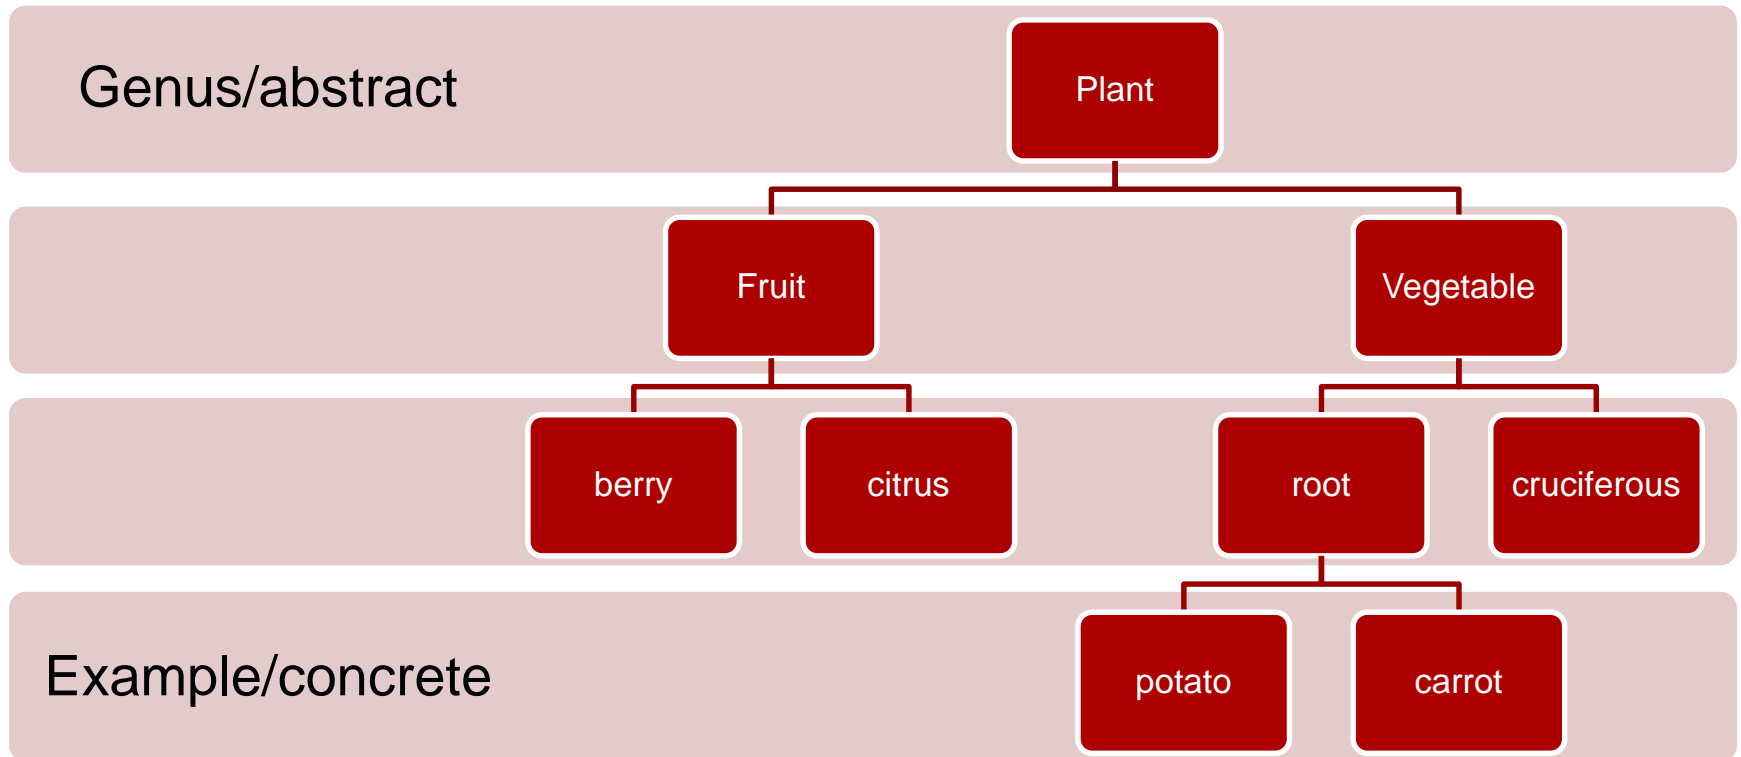 Genus/abstract
Plant
Fruit
Vegetable
berry
citrus
root
cruciferous
Example/concrete
potato
carrot